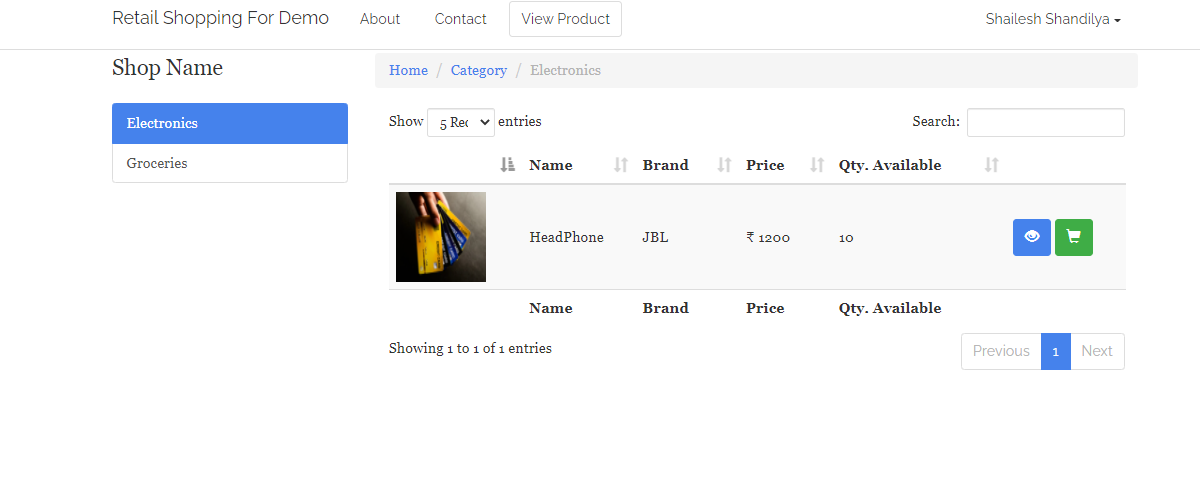 Retail Shopping For Demo About Contact View Product Shailesh Shandilya
Shop Name
Home / Category / Electronics
Electronics
Groceries
Show 5 Rec entries Search:
Name Brand Price Qty. Available
HeadPhone JBL ₹ 1200 10
Name Brand Price Qty. Available
Showing 1 to 1 of 1 entries Previous 1 Next